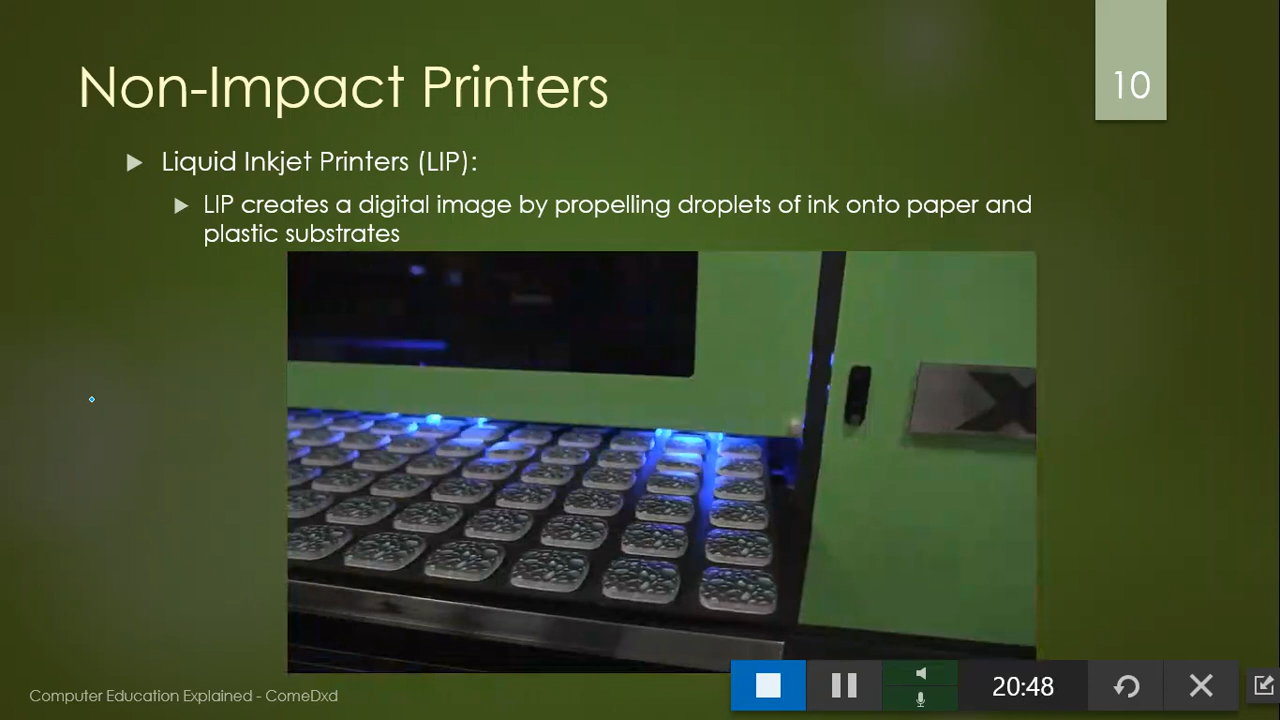 Non-Impact Printers
10
Liquid Inkjet Printers (LIP):
LIP creates a digital image by propelling droplets of ink onto paper and
plastic substrates
Computer Education Explained - ComeDxd
20:48